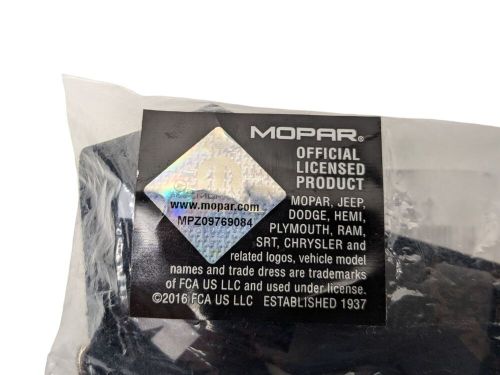 MOPAR®
OFFICIAL
LICENSED
PRODUCT
MOPAR, JEEP,
DODGE, HEMI,
PLYMOUTH, RAM,
SRT, CHRYSLER and
related logos, vehicle model
names and trade dress are trademarks
of FCA US LLC and used under license.
©2016 FCA US LLC ESTABLISHED 1937
www.mopar.com
MPZ09769084